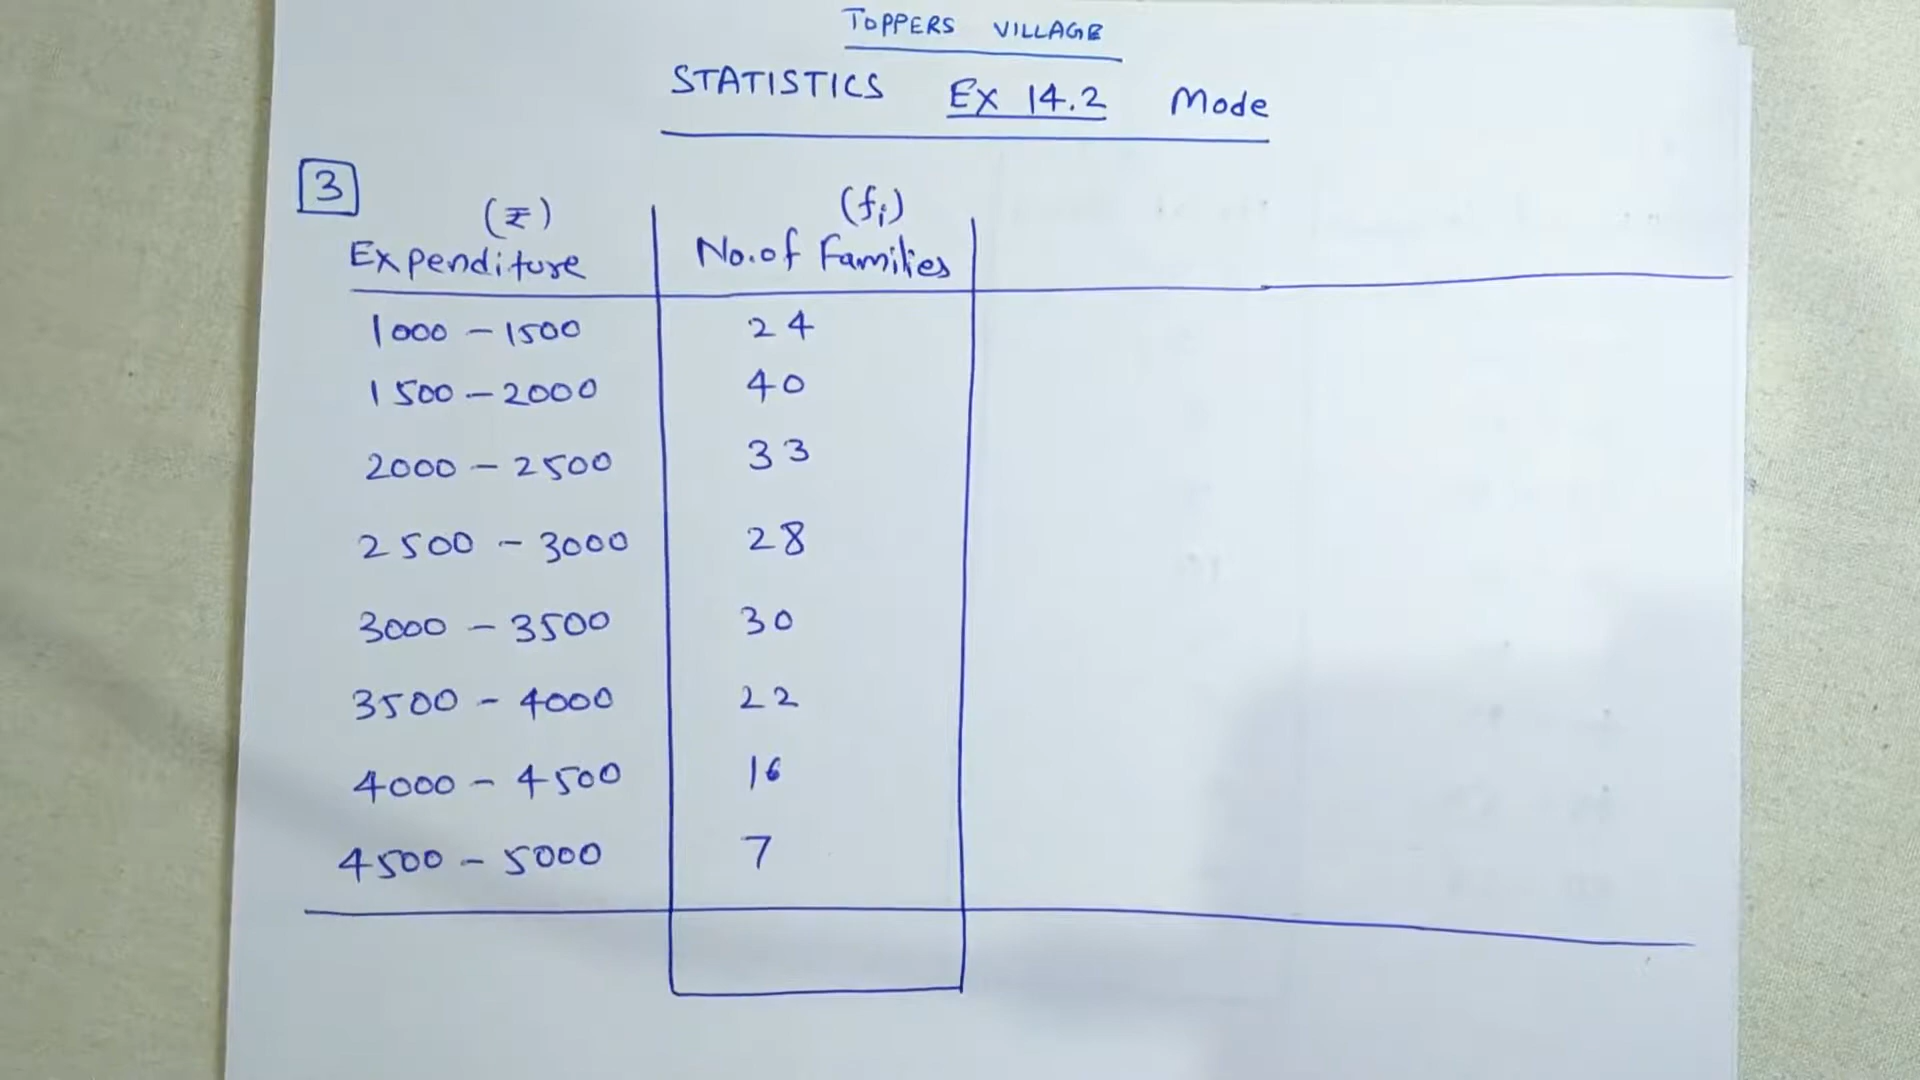 TOPPERS VILLAGE
STATISTICS Ex 14.2 Mode
3
(₹) (fi)
Expenditure No.of Families
1000 - 1500 24
1500 - 2000 40
2000 - 2500 33
2500 - 3000 28
3000 - 3500 30
3500 - 4000 22
4000 - 4500 16
4500 - 5000 7